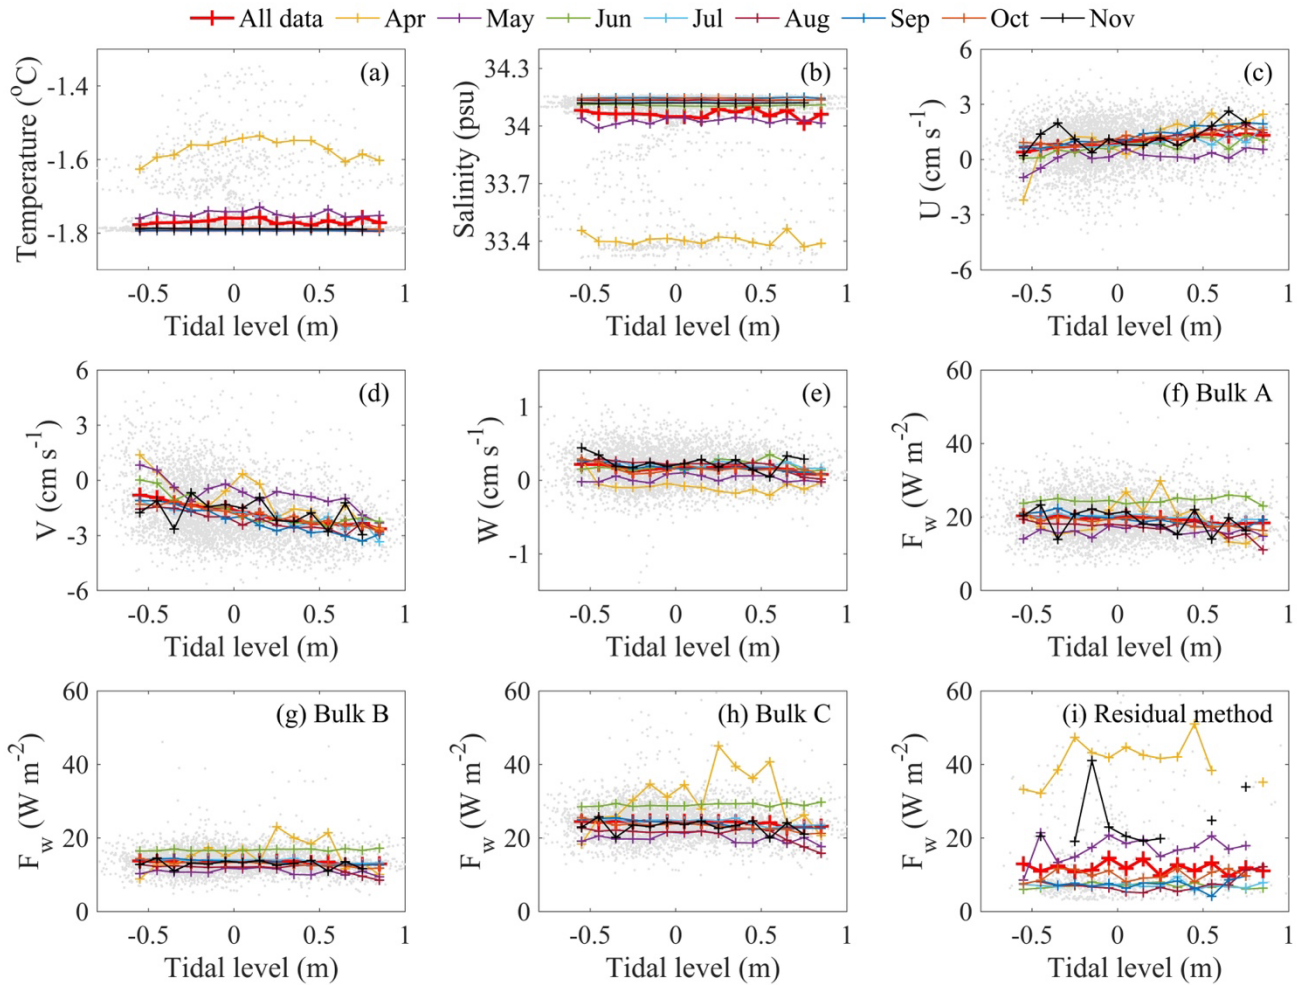 All data Apr May Jun Jul Aug Sep Oct Nov
(a)
Temperature (°C)
-1.4
-1.6
-1.8
-0.5 0 0.5 1
Tidal level (m)
(b)
Salinity (psu)
34.3
34
33.7
33.4
-0.5 0 0.5 1
Tidal level (m)
(c)
U (cm s⁻¹)
6
3
0
-3
-6
-0.5 0 0.5 1
Tidal level (m)
(d)
V (cm s⁻¹)
6
3
0
-3
-6
-0.5 0 0.5 1
Tidal level (m)
(e)
W (cm s⁻¹)
1
0
-1
-0.5 0 0.5 1
Tidal level (m)
(f) Bulk A
F_w (W m⁻²)
60
40
20
0
-0.5 0 0.5 1
Tidal level (m)
(g) Bulk B
F_w (W m⁻²)
60
40
20
0
-0.5 0 0.5 1
Tidal level (m)
(h) Bulk C
F_w (W m⁻²)
60
40
20
0
-0.5 0 0.5 1
Tidal level (m)
(i) Residual method
F_w (W m⁻²)
60
40
20
0
-0.5 0 0.5 1
Tidal level (m)